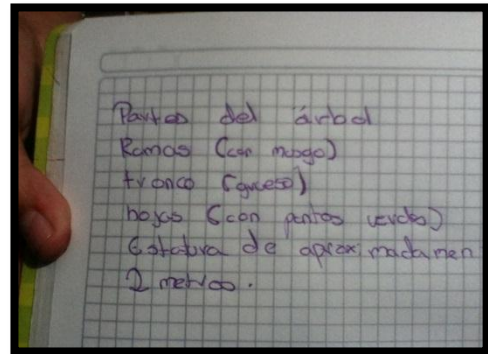 Partes del árbol
Ramas (con musgo)
tronco (grueso)
hojas (con puntos verdes)
Estatura de aproximadamen
2 metros.